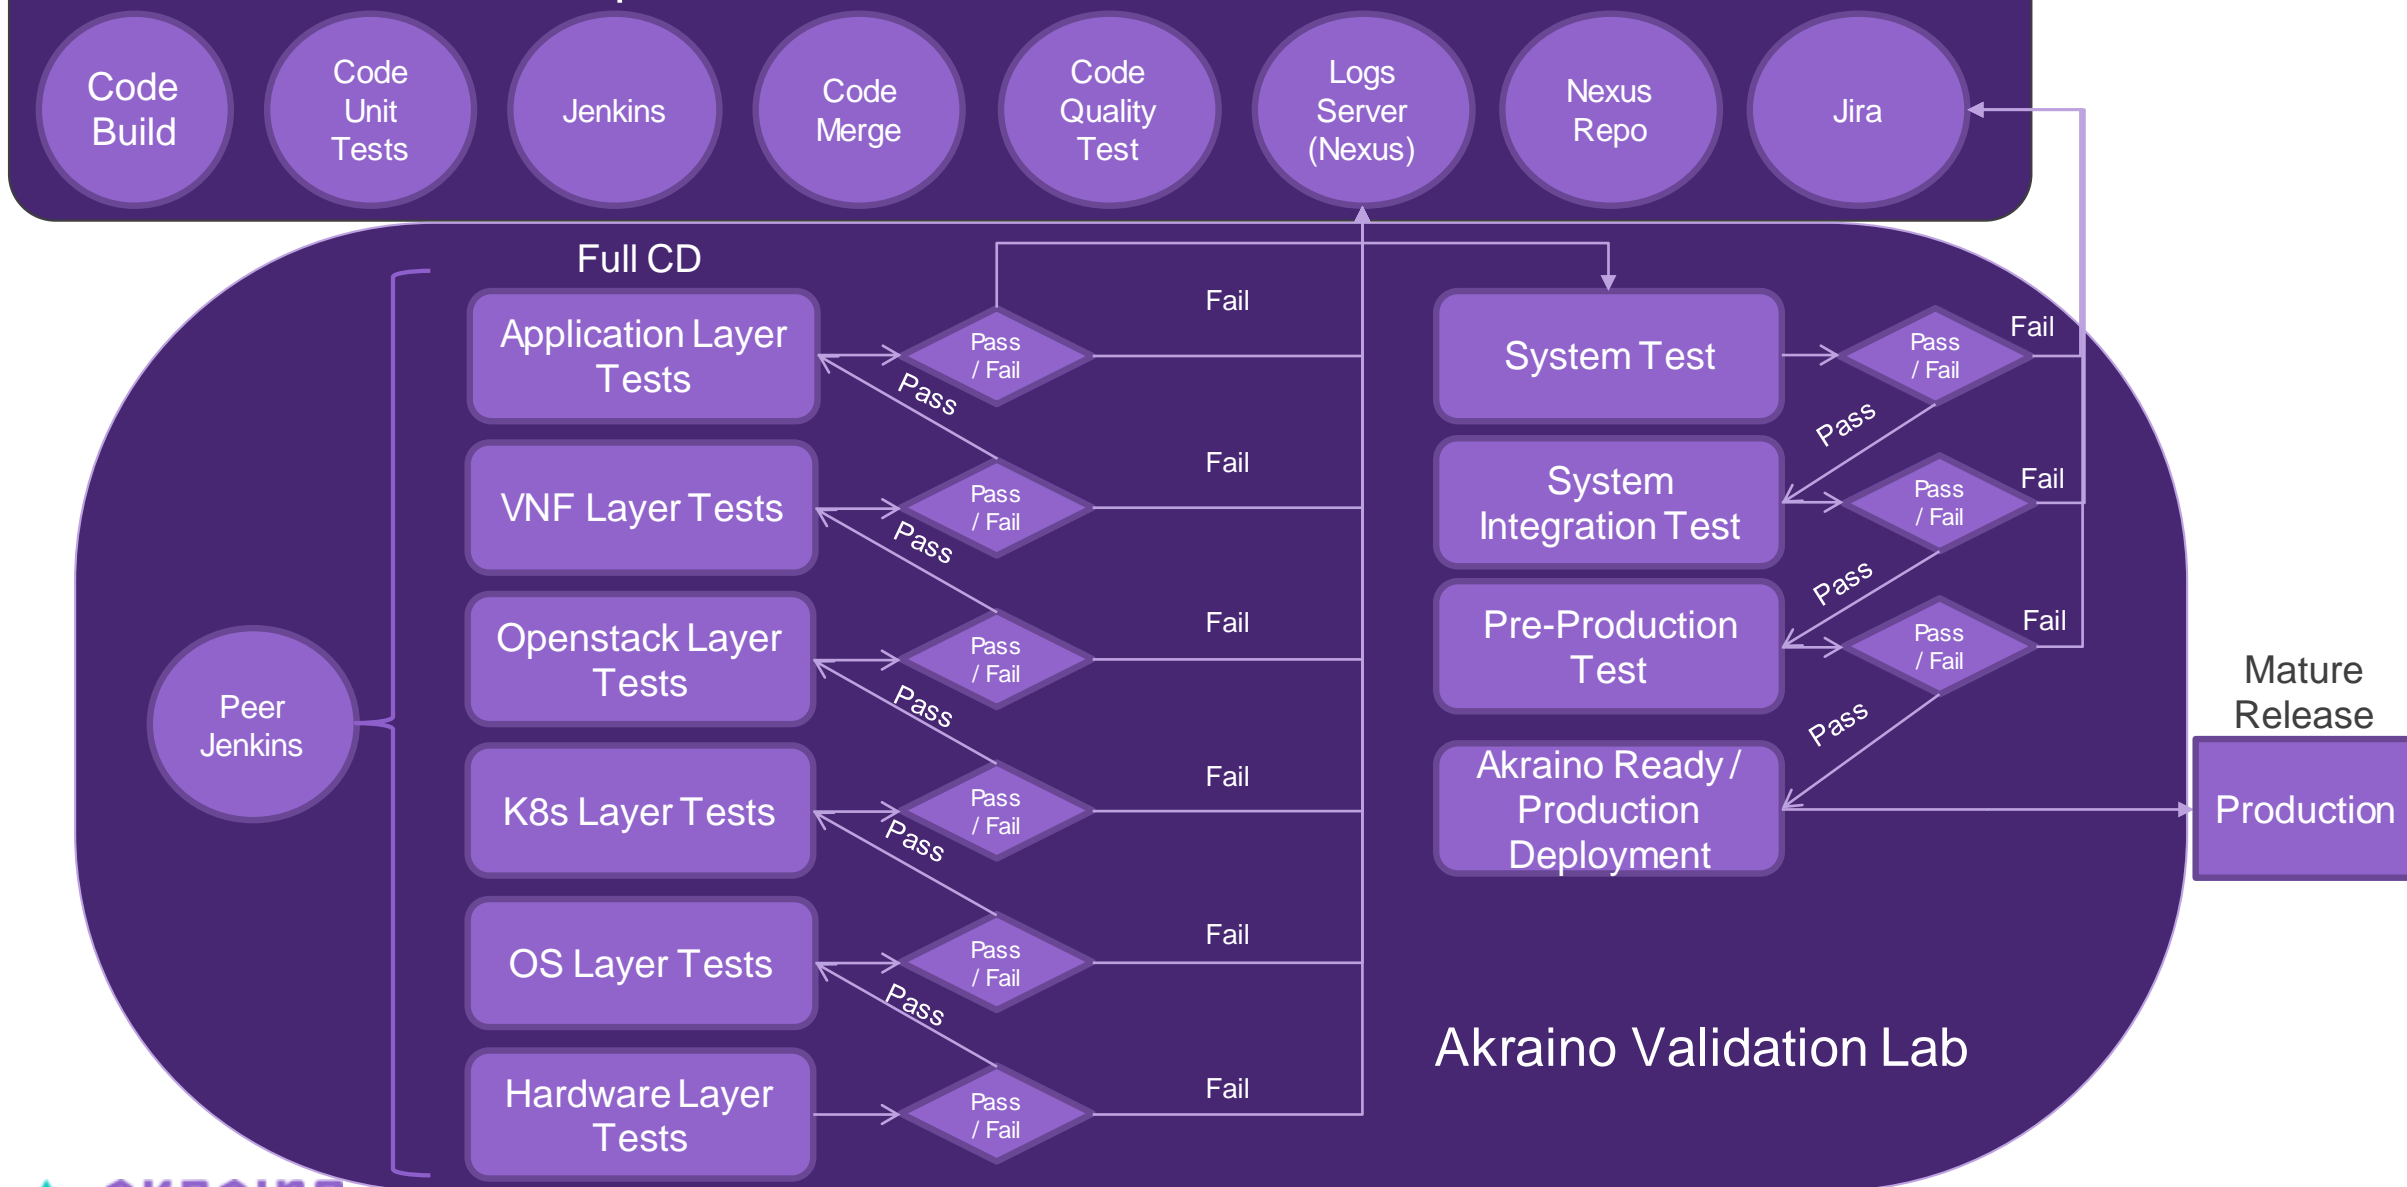 Code
Build
Code
Unit
Tests
Jenkins
Code
Merge
Code
Quality
Test
Logs
Server
(Nexus)
Nexus
Repo
Jira
Full CD
Application Layer
Tests
Pass
/ Fail
Fail
Pass
VNF Layer Tests
Pass
/ Fail
Fail
Pass
Openstack Layer
Tests
Pass
/ Fail
Fail
Pass
K8s Layer Tests
Pass
/ Fail
Fail
Pass
OS Layer Tests
Pass
/ Fail
Fail
Pass
Hardware Layer
Tests
Pass
/ Fail
Fail
Peer
Jenkins
System Test
Pass
/ Fail
Fail
Pass
System
Integration Test
Pass
/ Fail
Fail
Pass
Pre-Production
Test
Pass
/ Fail
Fail
Pass
Akraino Ready /
Production
Deployment
Mature
Release
Production
Akraino Validation Lab